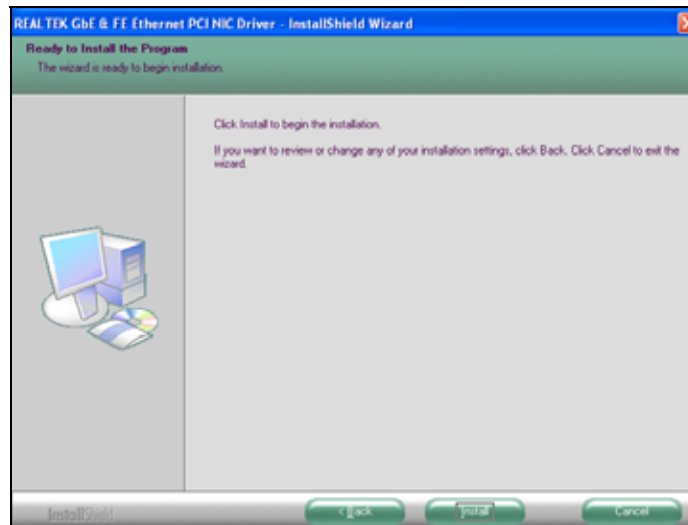 REALTEK GbE & FE Ethernet PCI NIC Driver - InstallShield Wizard
Ready to Install the Program
The wizard is ready to begin installation.
Click Install to begin the installation.
If you want to review or change any of your installation settings, click Back. Click Cancel to exit the
wizard.
InstallShield
< Back
Install
Cancel